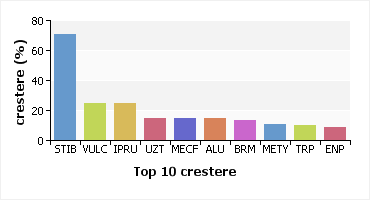 crestere (%)
80
60
40
20
0
STIB VULC IPRU UZT MECF ALU BRM METY TRP ENP
Top 10 crestere